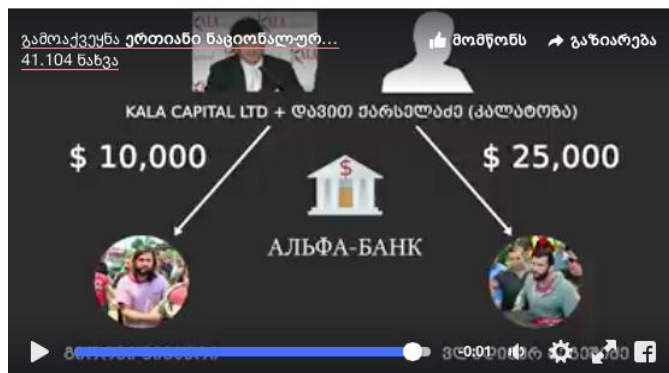 გამოაქვეყნა ერთიანი ნაციონალურ...
41.104 ნახვა
მომწონს
გაზიარება
KALA
KALA CAPITAL LTD + დავით ქარსელაძე (კალატოზა)
$ 10,000
$ 25,000
$
АЛЬФА-БАНК
-0:01